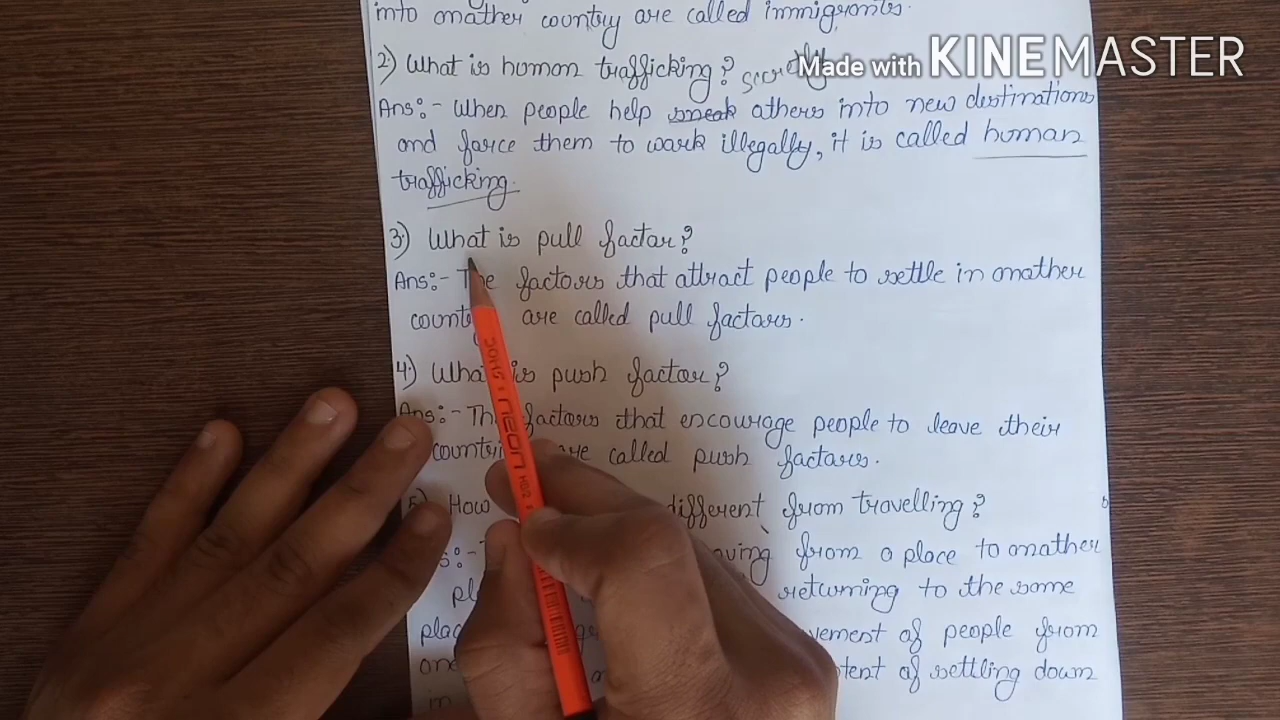 into another country are called immigrants.
Made with KINEMASTER
2) What is human trafficking? secretly
Ans:- When people help sneak others into new destinations
and force them to work illegally, it is called human
trafficking.
3) What is pull factor?
Ans:- The factors that attract people to settle in another
country are called pull factors.
4) What is push factor?
Ans:- The factors that encourage people to leave their
are called push factors.
5) How different from travelling?
from a place to another
returning to the same
of people from
of settling down
in
NEON